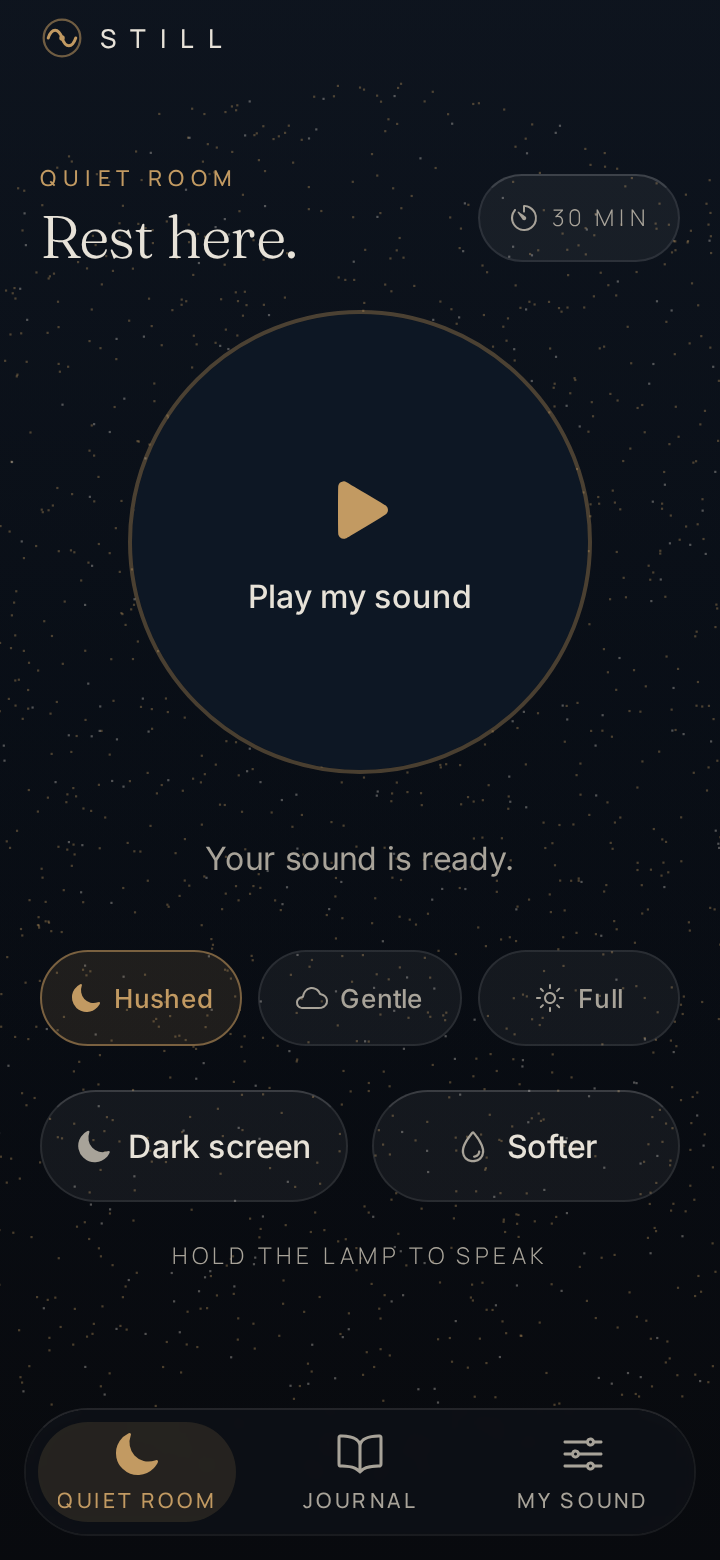 STILL
QUIET ROOM
Rest here.
30 MIN
Play my sound
Your sound is ready.
Hushed
Gentle
Full
Dark screen
Softer
HOLD THE LAMP TO SPEAK
QUIET ROOM
JOURNAL
MY SOUND